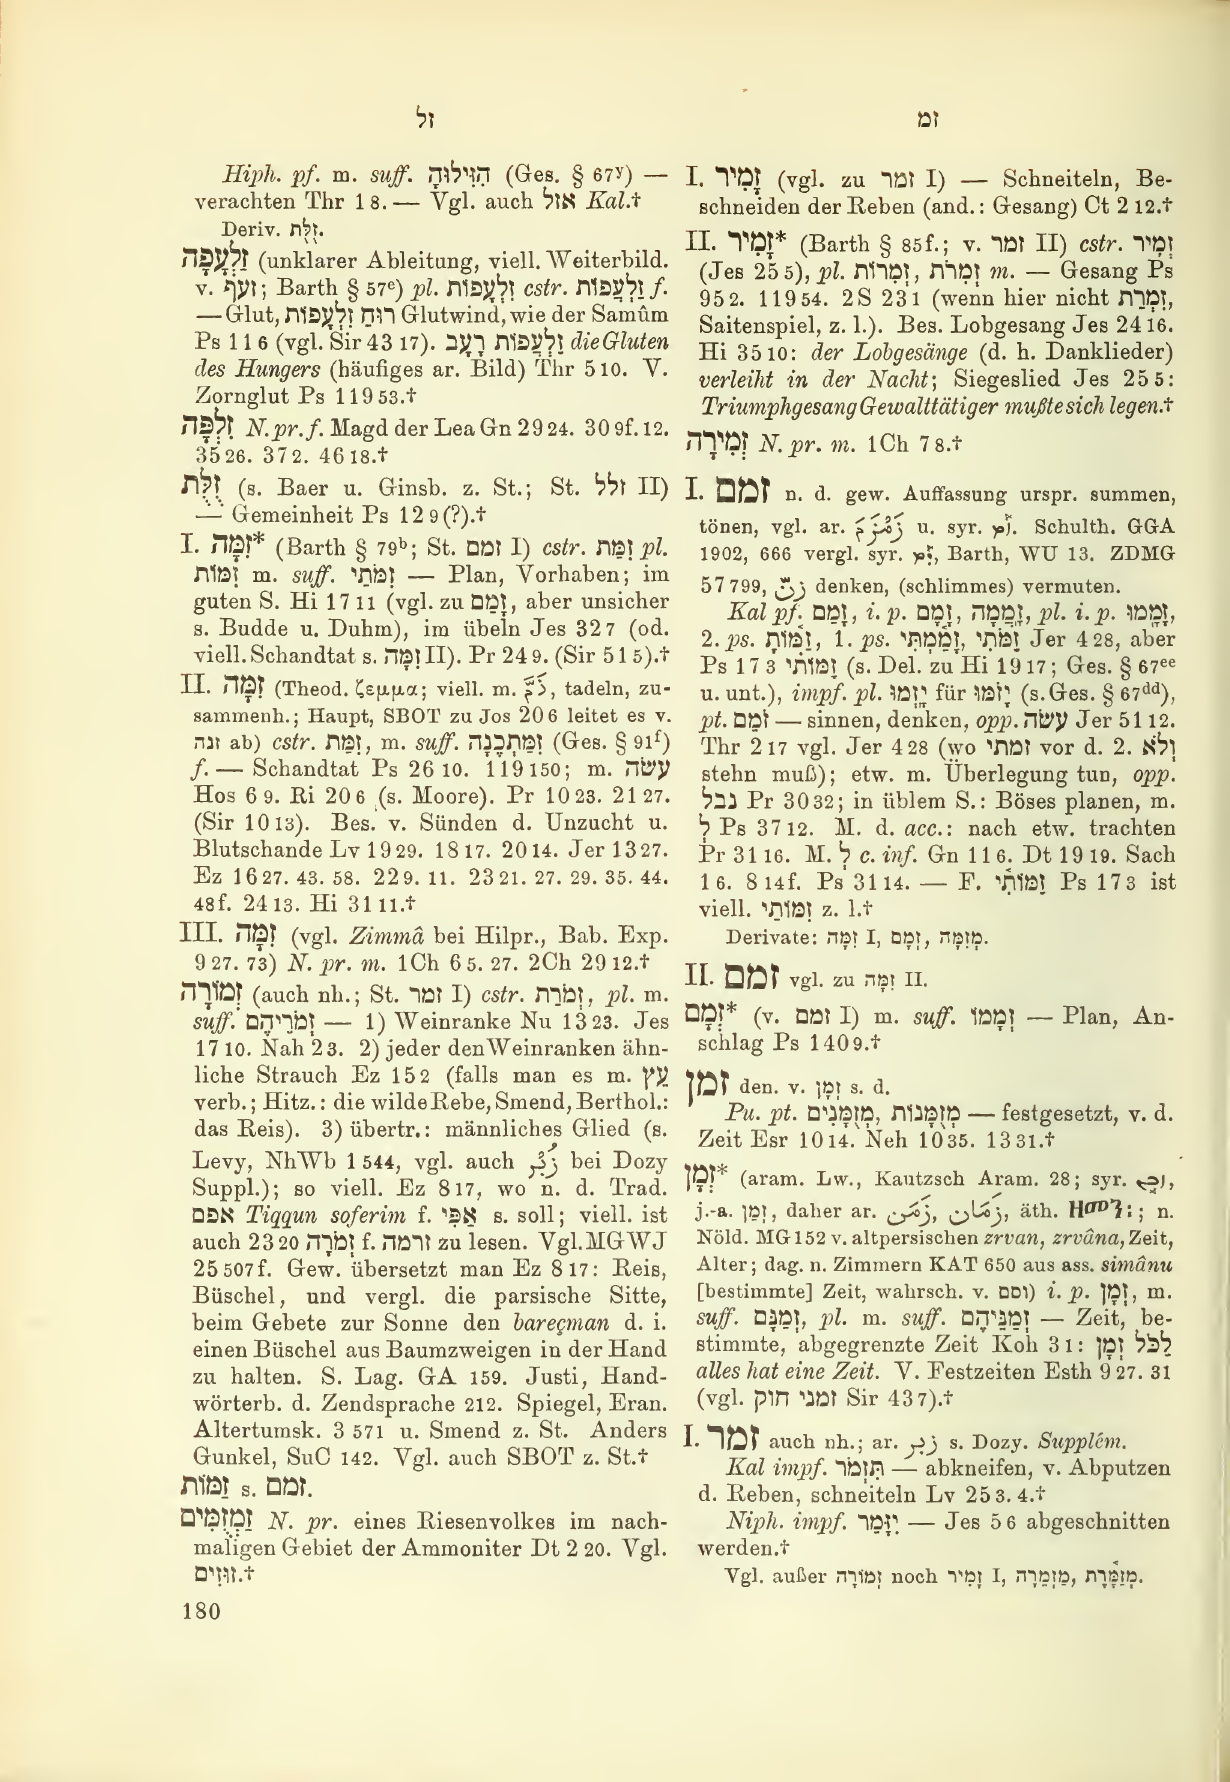 זל
זמ
Hiph. pf. m. suff. הִזִּילוּהָ (Ges. § 67y) —
verachten Thr 1 8. — Vgl. auch אזל Kal.†
Deriv. זֻלֻּת.
זַלְעָפָה (unklarer Ableitung, viell. Weiterbild.
v. זעף; Barth § 57e) pl. זִלְעָפוֹת cstr. זַלְעֲפוֹת f.
— Glut, רוּחַ זִלְעָפוֹת Glutwind, wie der Samûm
Ps 11 6 (vgl. Sir 43 17). זַלְעֲפוֹת רָעָב die Gluten
des Hungers (häufiges ar. Bild) Thr 5 10. V.
Zornglut Ps 119 53.†
זִלְפָּה N. pr. f. Magd der Lea Gn 29 24. 30 9f. 12.
35 26. 37 2. 46 18.†
זֻלֻּת (s. Baer u. Ginsb. z. St.; St. זלל II)
— Gemeinheit Ps 12 9 (?).†
I. זִמָּה* (Barth § 79b; St. זמם I) cstr. זִמַּת pl.
זִמּוֹת m. suff. זִמֹּתַי — Plan, Vorhaben; im
guten S. Hi 17 11 (vgl. zu זָמַם, aber unsicher
s. Budde u. Duhm), im übeln Jes 32 7 (od.
viell. Schandtat s. זִמָּה II). Pr 24 9. (Sir 51 5).†
II. זִמָּה (Theod. ζεμμα; viell. m. ذَمَّ, tadeln, zu-
sammenh.; Haupt, SBOT zu Jos 20 6 leitet es v.
זנה ab) cstr. זִמַּת, m. suff. זִמַּתְכֶנָה (Ges. § 91f)
f. — Schandtat Ps 26 10. 119 150; m. עשׂה
Hos 6 9. Ri 20 6 (s. Moore). Pr 10 23. 21 27.
(Sir 10 13). Bes. v. Sünden d. Unzucht u.
Blutschande Lv 19 29. 18 17. 20 14. Jer 13 27.
Ez 16 27. 43. 58. 22 9. 11. 23 21. 27. 29. 35. 44.
48f. 24 13. Hi 31 11.†
III. זִמָּה (vgl. Zimmâ bei Hilpr., Bab. Exp.
9 27. 73) N. pr. m. 1Ch 6 5. 27. 2Ch 29 12.†
זְמוֹרָה (auch nh.; St. זמר I) cstr. זְמֹרַת, pl. m.
suff. זְמֹרֵיהֶם — 1) Weinranke Nu 13 23. Jes
17 10. Nah 2 3. 2) jeder den Weinranken ähn-
liche Strauch Ez 15 2 (falls man es m. עֵץ
verb.; Hitz.: die wilde Rebe, Smend, Berthol.:
das Reis). 3) übertr.: männliches Glied (s.
Levy, NhWb 1 544, vgl. auch bei Dozy
Suppl.); so viell. Ez 8 17, wo n. d. Trad.
אפם Tiqqun soferim f. אַפִּי s. soll; viell. ist
auch 23 20 זְמֹרָה f. זרמה zu lesen. Vgl. MGWJ
25 507f. Gew. übersetzt man Ez 8 17: Reis,
Büschel, und vergl. die parsische Sitte,
beim Gebete zur Sonne den bareçman d. i.
einen Büschel aus Baumzweigen in der Hand
zu halten. S. Lag. GA 159. Justi, Hand-
wörterb. d. Zendsprache 212. Spiegel, Eran.
Altertumsk. 3 571 u. Smend z. St. Anders
Gunkel, SuC 142. Vgl. auch SBOT z. St.†
זַמּוֹת s. זמם.
זַמְזֻמִּים N. pr. eines Riesenvolkes im nach-
maligen Gebiet der Ammoniter Dt 2 20. Vgl.
זוּזִים.†
180
I. זָמִיר (vgl. zu זמר I) — Schneiteln, Be-
schneiden der Reben (and.: Gesang) Ct 2 12.†
II. זָמִיר* (Barth § 85f.; v. זמר II) cstr. זְמִיר
(Jes 25 5), pl. זְמִרוֹת, זְמִרֹת m. — Gesang Ps
95 2. 119 54. 2S 23 1 (wenn hier nicht זִמְרַת,
Saitenspiel, z. l.). Bes. Lobgesang Jes 24 16.
Hi 35 10: der Lobgesänge (d. h. Danklieder)
verleiht in der Nacht; Siegeslied Jes 25 5:
Triumphgesang Gewalttätiger mußte sich legen.†
זְמִירָה N. pr. m. 1Ch 7 8.†
I. זמם n. d. gew. Auffassung urspr. summen,
tönen, vgl. ar. زَمْزَمَ u. syr. Schulth. GGA
1902, 666 vergl. syr. Barth, WU 13. ZDMG
57 799, زنّ denken, (schlimmes) vermuten.
Kal pf. זָמַם, i. p. זָמָם, זָמֲמָה, pl. i. p. זָמָמוּ,
2. ps. זַמּוֹתָ, 1. ps. זַמֹּתִי, זָמַמְתִּי Jer 4 28, aber
Ps 17 3 זַמּוֹתִי (s. Del. zu Hi 19 17; Ges. § 67ee
u. unt.), impf. pl. יָזְמוּ für יָזֹמּוּ (s. Ges. § 67dd),
pt. זֹמֵם — sinnen, denken, opp. עשׂה Jer 51 12.
Thr 2 17 vgl. Jer 4 28 (wo זמתי vor d. 2. וְלֹא
stehn muß); etw. m. Überlegung tun, opp.
נבל Pr 30 32; in üblem S.: Böses planen, m.
לְ Ps 37 12. M. d. acc.: nach etw. trachten
Pr 31 16. M. לְ c. inf. Gn 11 6. Dt 19 19. Sach
1 6. 8 14f. Ps 31 14. — F. זַמּוֹתִי Ps 17 3 ist
viell. זִמּוֹתַי z. l.†
Derivate: זִמָּה I, זָמָם, מְזִמָּה.
II. זמם vgl. zu זִמָּה II.
זָמָם* (v. זמם I) m. suff. זְמָמוֹ — Plan, An-
schlag Ps 140 9.†
זמן den. v. זְמָן s. d.
Pu. pt. מְזֻמָּנִים, מְזֻמָּנוֹת — festgesetzt, v. d.
Zeit Esr 10 14. Neh 10 35. 13 31.†
זְמָן* (aram. Lw., Kautzsch Aram. 28; syr.
j.-a. זְמַן, daher ar. زَمَان, زَمَن, äth. n.
Nöld. MG 152 v. altpersischen zrvan, zrvâna, Zeit,
Alter; dag. n. Zimmern KAT 650 aus ass. simânu
[bestimmte] Zeit, wahrsch. v. וסם) i. p. זְמָן, m.
suff. זְמַנָּם, pl. m. suff. זְמַנֵּיהֶם — Zeit, be-
stimmte, abgegrenzte Zeit Koh 3 1: לַכֹּל זְמָן
alles hat eine Zeit. V. Festzeiten Esth 9 27. 31
(vgl. זמני חוק Sir 43 7).†
I. זמר auch nh.; ar. زبر s. Dozy. Supplém.
Kal impf. תִּזְמֹר — abkneifen, v. Abputzen
d. Reben, schneiteln Lv 25 3. 4.†
Niph. impf. יִזָּמֵר — Jes 5 6 abgeschnitten
werden.†
Vgl. außer זְמוֹרָה noch זָמִיר I, מַזְמֵרָה, מְזַמֶּרֶת.